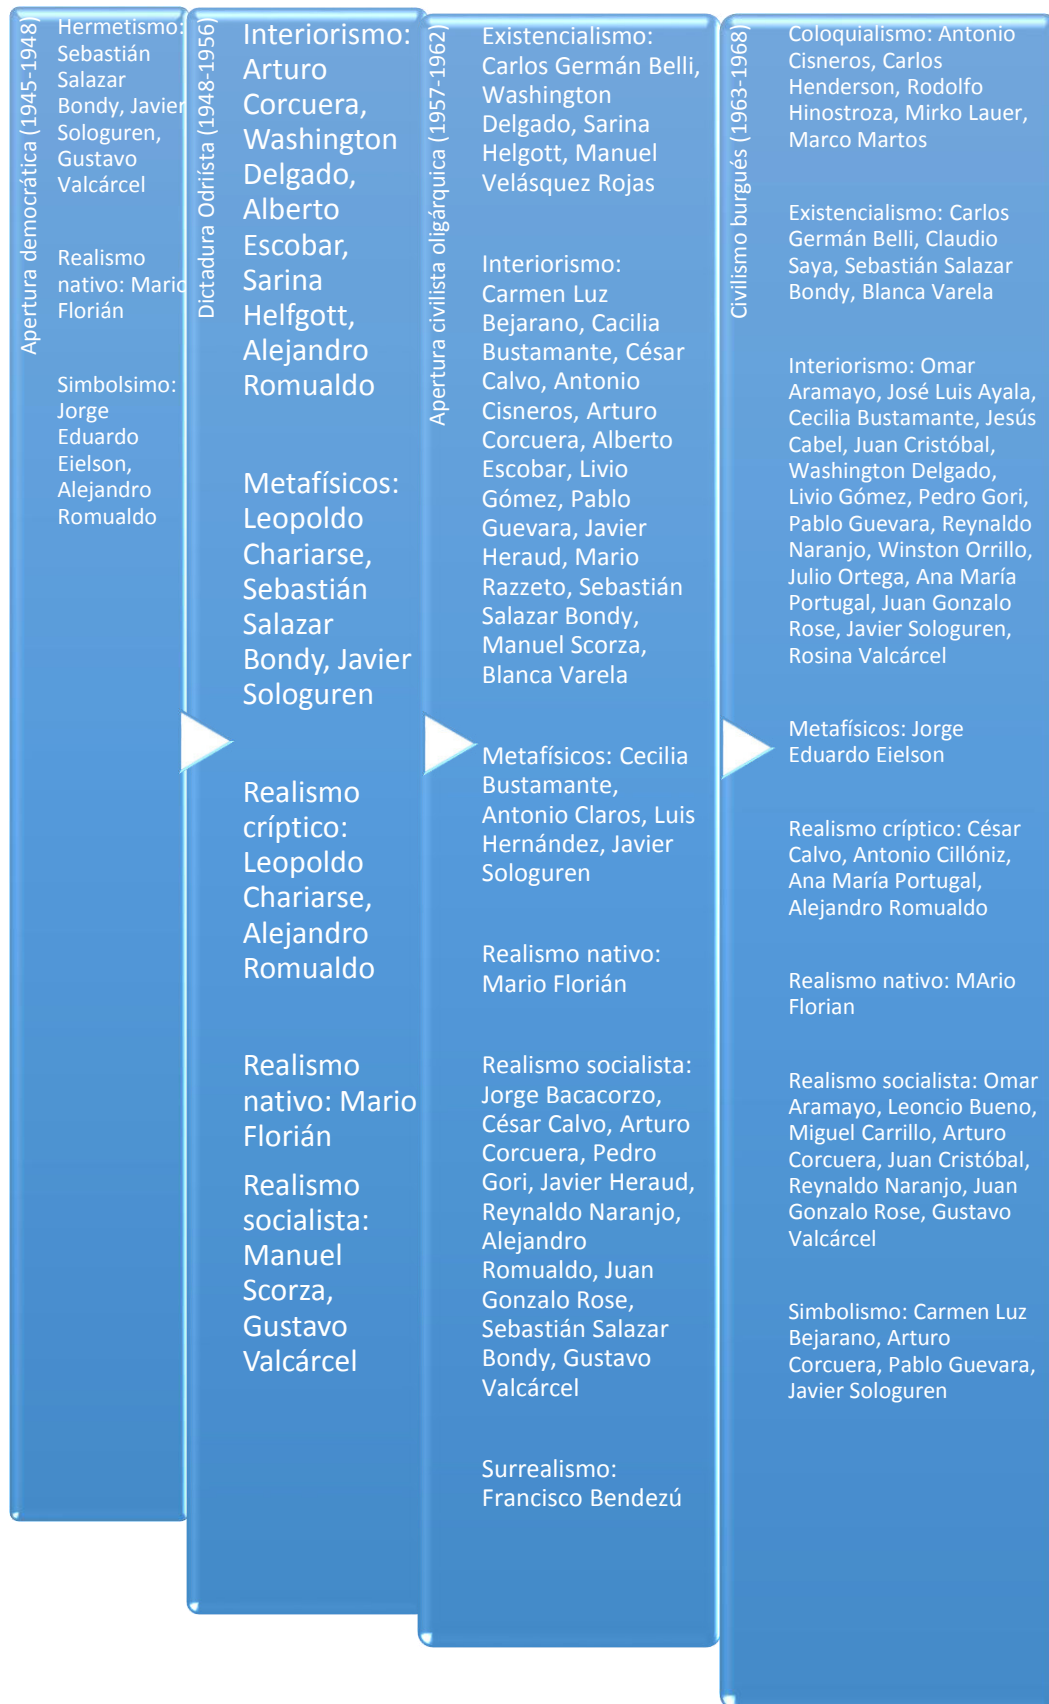 Apertura democrática (1945-1948)
Hermetismo:
Sebastián
Salazar
Bondy, Javier
Sologuren,
Gustavo
Valcárcel
Realismo
nativo: Mario
Florián
Simbolsimo:
Jorge
Eduardo
Eielson,
Alejandro
Romualdo
Dictadura Odriísta (1948-1956)
Interiorismo:
Arturo
Corcuera,
Washington
Delgado,
Alberto
Escobar,
Sarina
Helfgott,
Alejandro
Romualdo
Metafísicos:
Leopoldo
Chariarse,
Sebastián
Salazar
Bondy, Javier
Sologuren
Realismo
críptico:
Leopoldo
Chariarse,
Alejandro
Romualdo
Realismo
nativo: Mario
Florián
Realismo
socialista:
Manuel
Scorza,
Gustavo
Valcárcel
Apertura civilista oligárquica (1957-1962)
Existencialismo:
Carlos Germán Belli,
Washington
Delgado, Sarina
Helgott, Manuel
Velásquez Rojas
Interiorismo:
Carmen Luz
Bejarano, Cacilia
Bustamante, César
Calvo, Antonio
Cisneros, Arturo
Corcuera, Alberto
Escobar, Livio
Gómez, Pablo
Guevara, Javier
Heraud, Mario
Razzeto, Sebastián
Salazar Bondy,
Manuel Scorza,
Blanca Varela
Metafísicos: Cecilia
Bustamante,
Antonio Claros, Luis
Hernández, Javier
Sologuren
Realismo nativo:
Mario Florián
Realismo socialista:
Jorge Bacacorzo,
César Calvo, Arturo
Corcuera, Pedro
Gori, Javier Heraud,
Reynaldo Naranjo,
Alejandro
Romualdo, Juan
Gonzalo Rose,
Sebastián Salazar
Bondy, Gustavo
Valcárcel
Surrealismo:
Francisco Bendezú
Civilismo burgués (1963-1968)
Coloquialismo: Antonio
Cisneros, Carlos
Henderson, Rodolfo
Hinostroza, Mirko Lauer,
Marco Martos
Existencialismo: Carlos
Germán Belli, Claudio
Saya, Sebastián Salazar
Bondy, Blanca Varela
Interiorismo: Omar
Aramayo, José Luis Ayala,
Cecilia Bustamante, Jesús
Cabel, Juan Cristóbal,
Washington Delgado,
Livio Gómez, Pedro Gori,
Pablo Guevara, Reynaldo
Naranjo, Winston Orrillo,
Julio Ortega, Ana María
Portugal, Juan Gonzalo
Rose, Javier Sologuren,
Rosina Valcárcel
Metafísicos: Jorge
Eduardo Eielson
Realismo críptico: César
Calvo, Antonio Cillóniz,
Ana María Portugal,
Alejandro Romualdo
Realismo nativo: MArio
Florian
Realismo socialista: Omar
Aramayo, Leoncio Bueno,
Miguel Carrillo, Arturo
Corcuera, Juan Cristóbal,
Reynaldo Naranjo, Juan
Gonzalo Rose, Gustavo
Valcárcel
Simbolismo: Carmen Luz
Bejarano, Arturo
Corcuera, Pablo Guevara,
Javier Sologuren